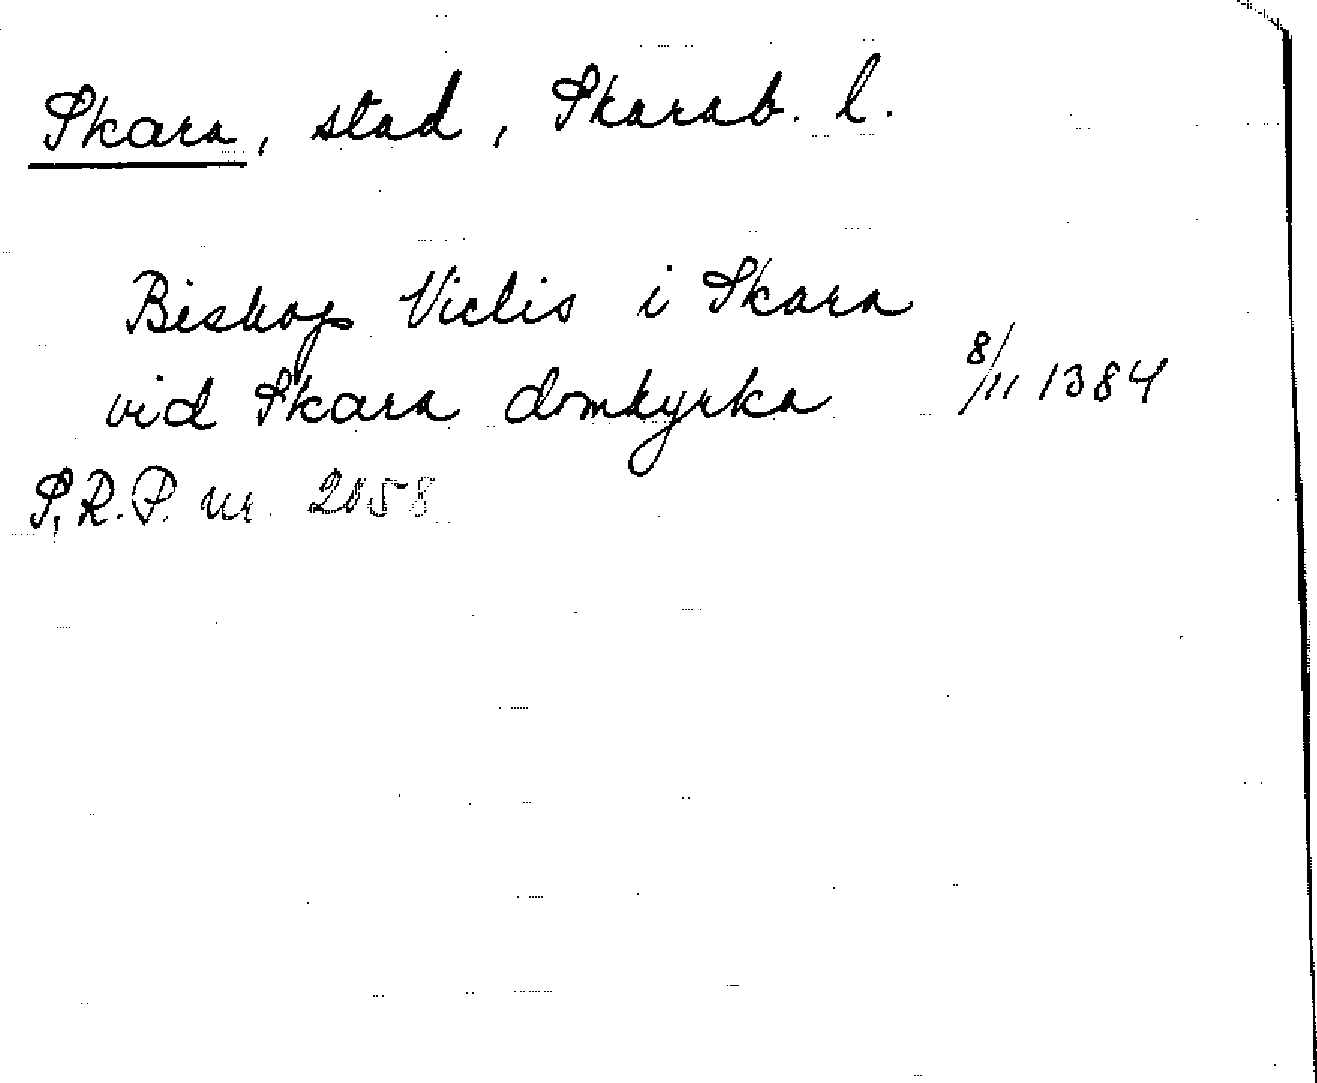 Skara, stad, Skarab. l.
Biskop Viclis i Skara
vid Skara domkyrka 8/11 1384
S.R.P. nr. 2058